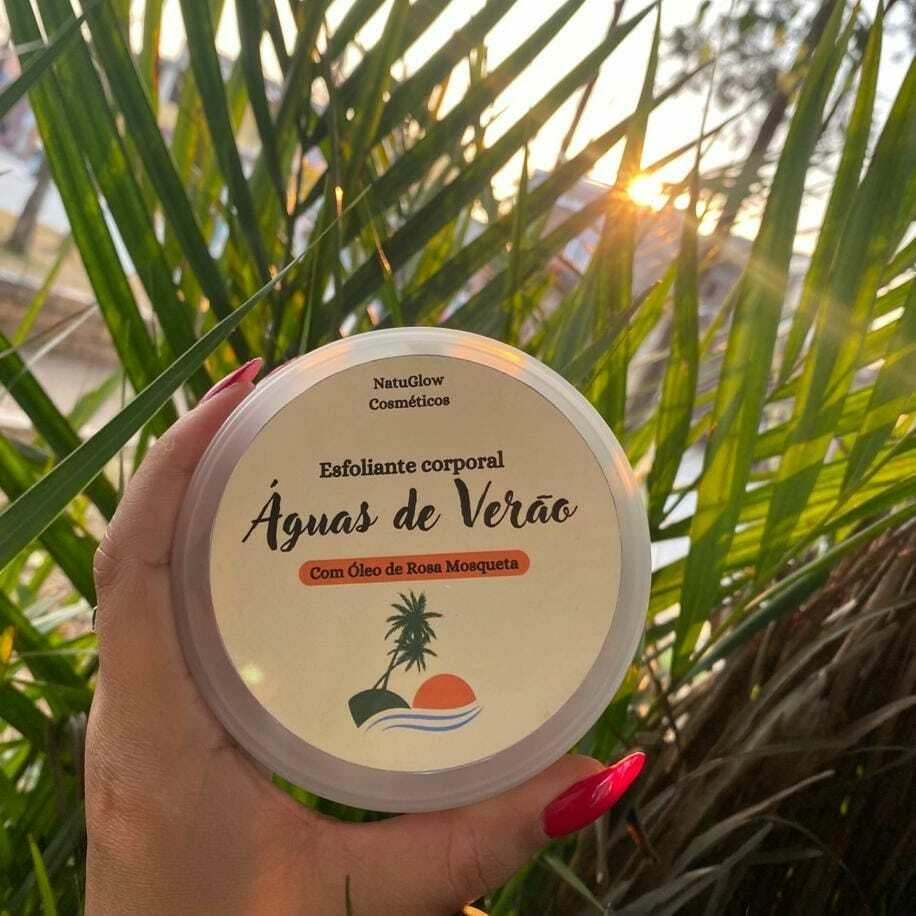 NatuGlow
Cosméticos
Esfoliante corporal
Águas de Verão
Com Óleo de Rosa Mosqueta